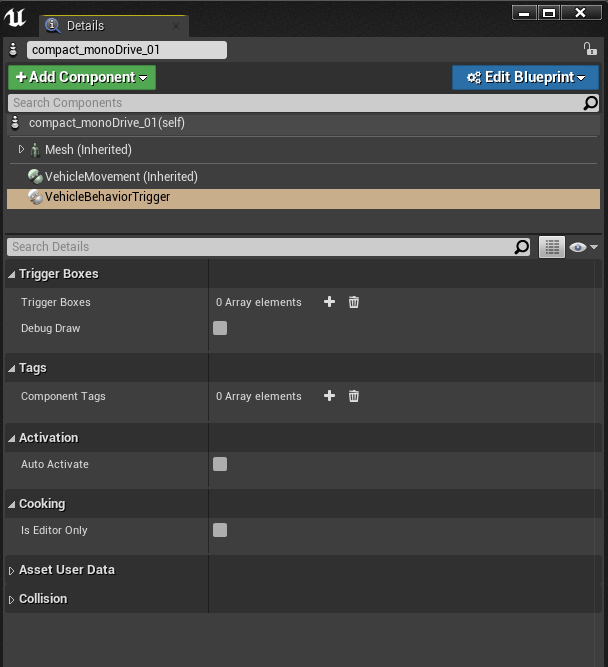 Details
compact_monoDrive_01
Add Component
Edit Blueprint
Search Components
compact_monoDrive_01(self)
Mesh (Inherited)
VehicleMovement (Inherited)
VehicleBehaviorTrigger
Search Details
Trigger Boxes
Trigger Boxes 0 Array elements
Debug Draw
Tags
Component Tags 0 Array elements
Activation
Auto Activate
Cooking
Is Editor Only
Asset User Data
Collision